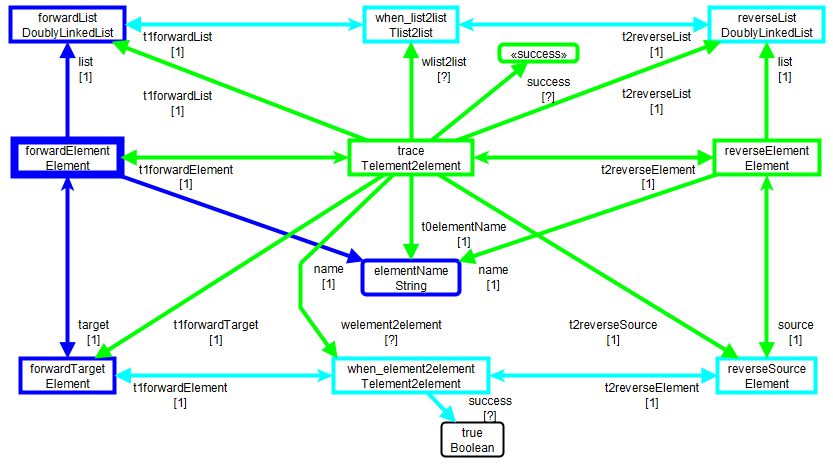 forwardList
DoublyLinkedList
t1forwardList
[1]
when_list2list
Tlist2list
t2reverseList
[1]
reverseList
DoublyLinkedList
list
[1]
t1forwardList
[1]
wlist2list
[?]
«success»
success
[?]
t2reverseList
[1]
list
[1]
forwardElement
Element
t1forwardElement
[1]
trace
Telement2element
t2reverseElement
[1]
reverseElement
Element
t0elementName
[1]
name
[1]
elementName
String
name
[1]
target
[1]
t1forwardTarget
[1]
welement2element
[?]
t2reverseSource
[1]
source
[1]
forwardTarget
Element
t1forwardElement
[1]
when_element2element
Telement2element
t2reverseElement
[1]
reverseSource
Element
success
[?]
true
Boolean